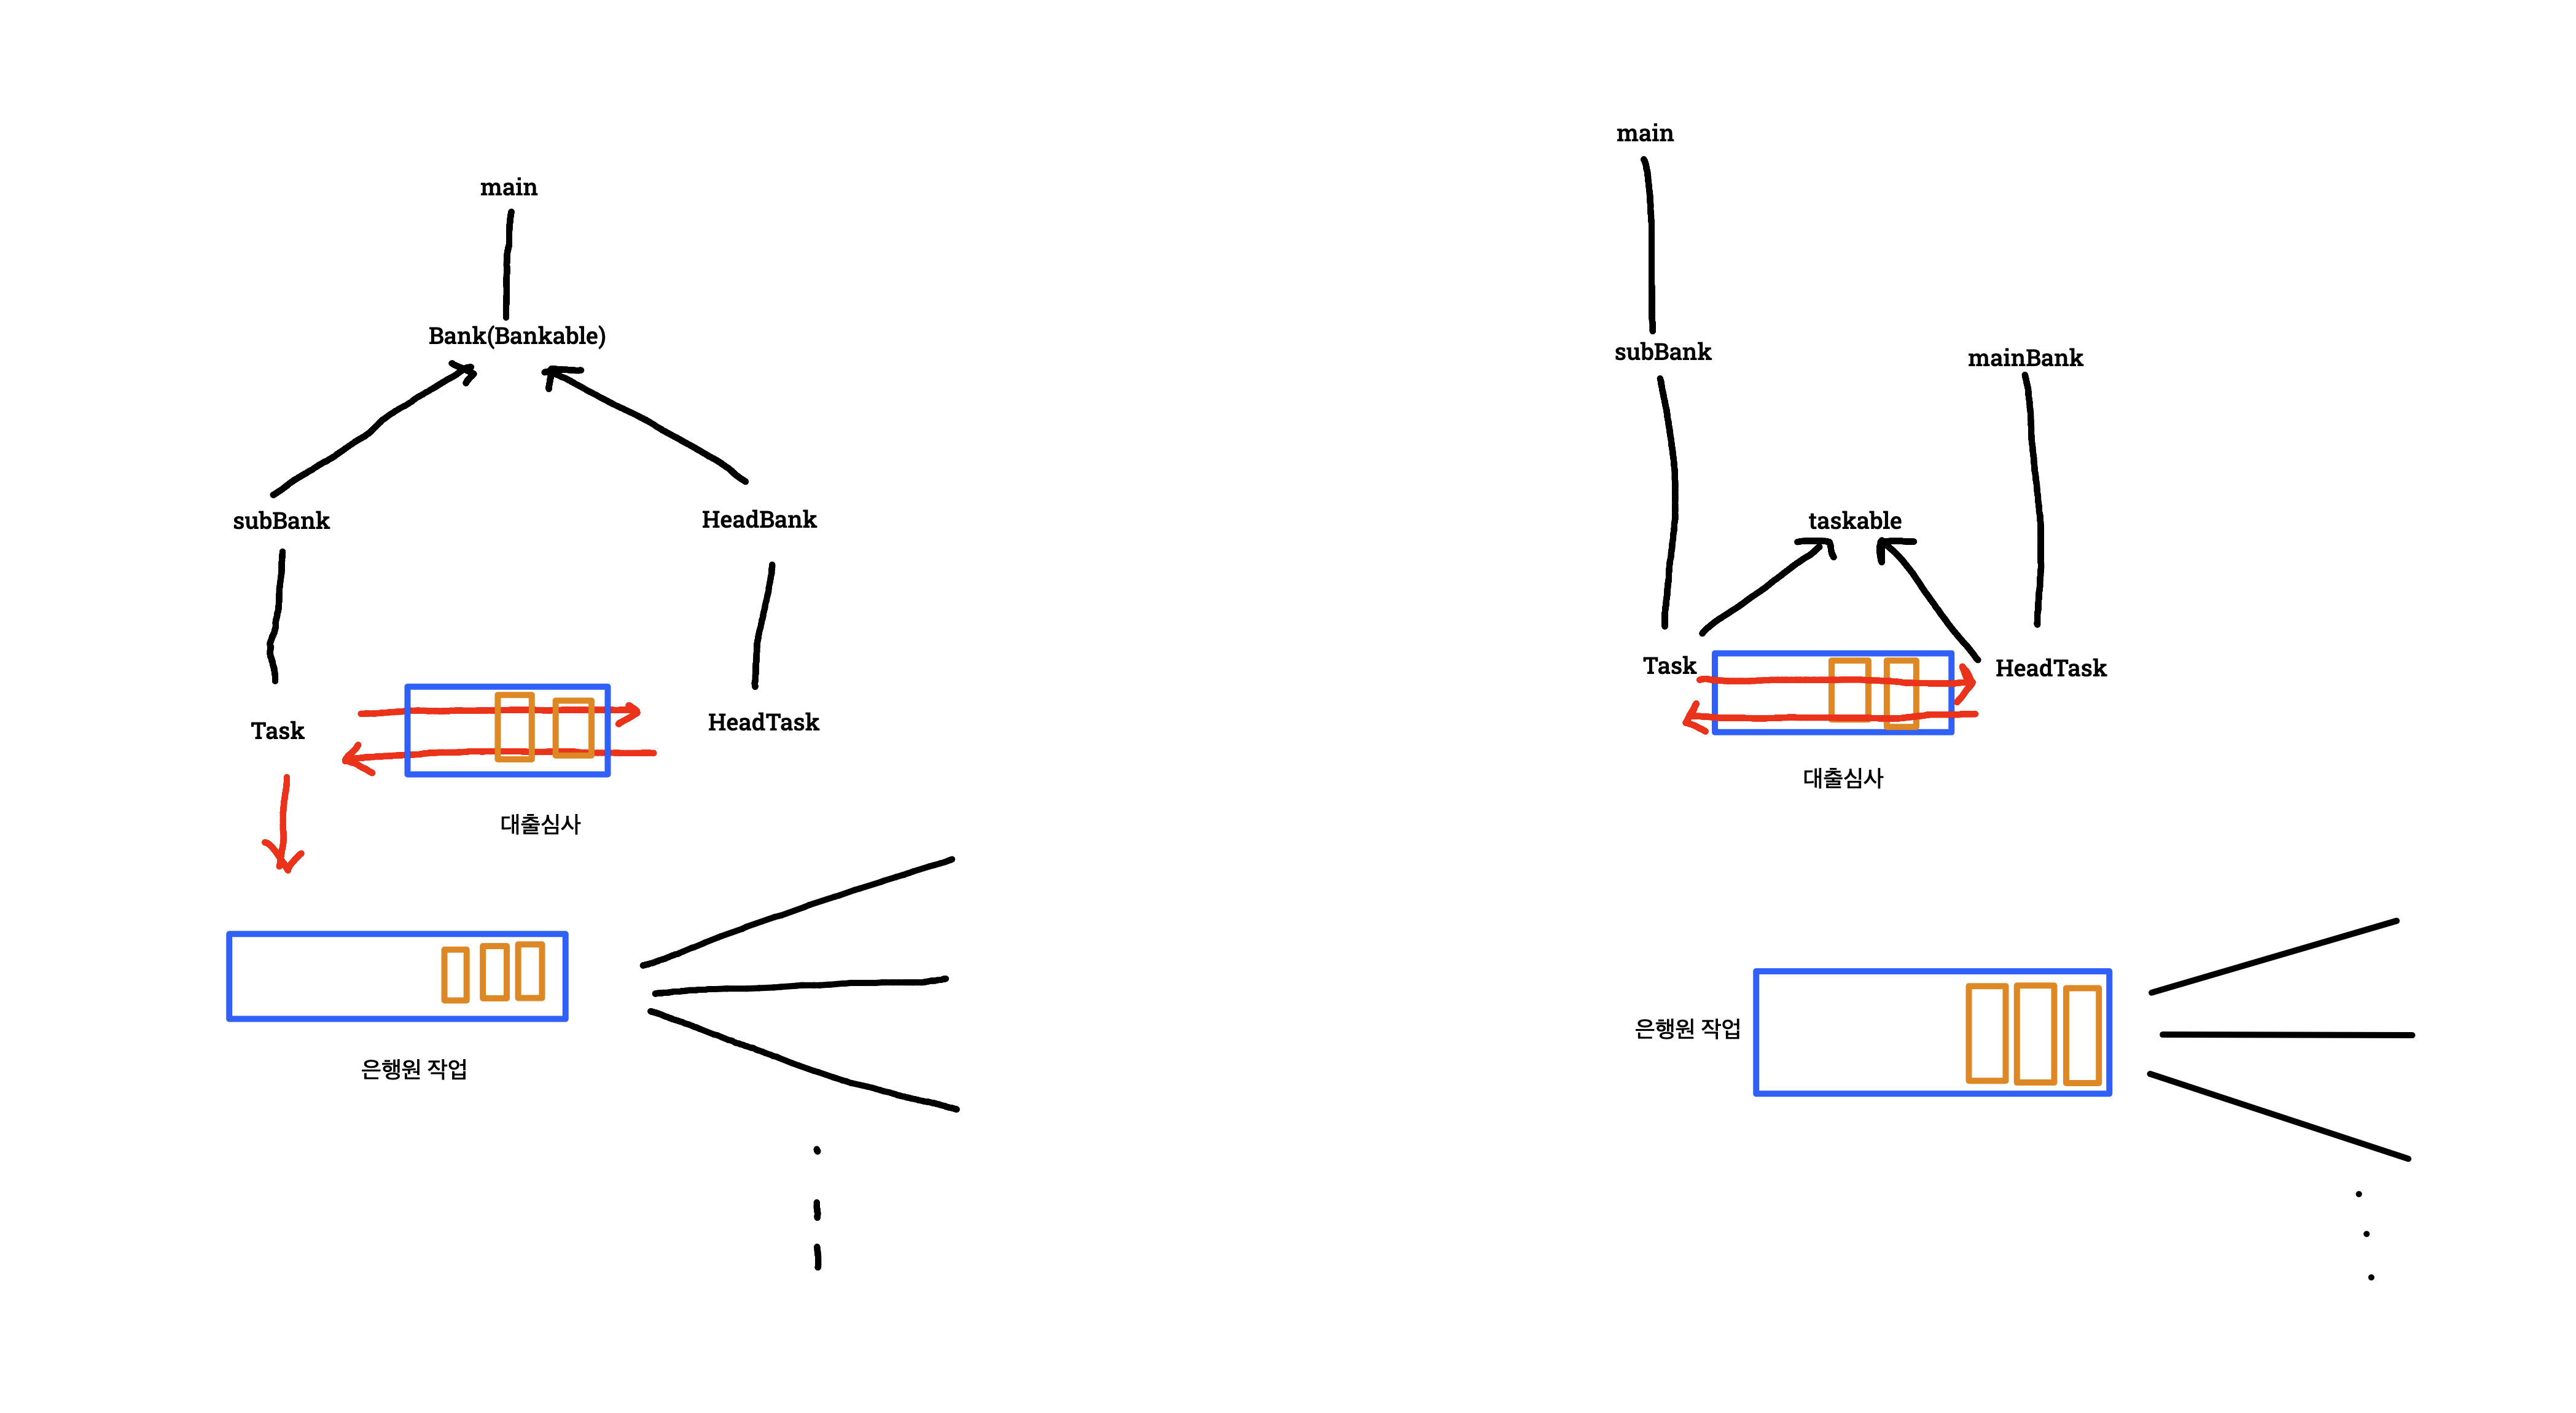 main
Bank(Bankable)
subBank
HeadBank
Task
HeadTask
대출심사
은행원 작업
main
subBank
mainBank
taskable
Task
HeadTask
대출심사
은행원 작업